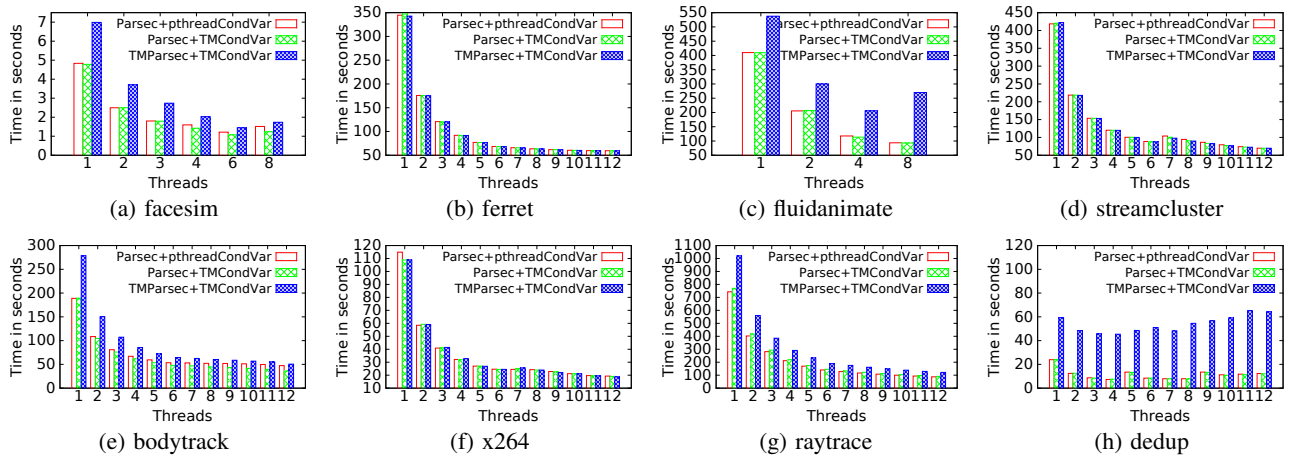 Parsec+pthreadCondVar
Parsec+TMCondVar
TMParsec+TMCondVar
Time in seconds
7
6
5
4
3
2
1
0
1 2 3 4 6 8
Threads
(a) facesim
Parsec+pthreadCondVar
Parsec+TMCondVar
TMParsec+TMCondVar
Time in seconds
350
300
250
200
150
100
50
1 2 3 4 5 6 7 8 9 10 11 12
Threads
(b) ferret
Parsec+pthreadCondVar
Parsec+TMCondVar
TMParsec+TMCondVar
Time in seconds
550
500
450
400
350
300
250
200
150
100
50
1 2 4 8
Threads
(c) fluidanimate
Parsec+pthreadCondVar
Parsec+TMCondVar
TMParsec+TMCondVar
Time in seconds
450
400
350
300
250
200
150
100
50
1 2 3 4 5 6 7 8 9 10 11 12
Threads
(d) streamcluster
Parsec+pthreadCondVar
Parsec+TMCondVar
TMParsec+TMCondVar
Time in seconds
300
250
200
150
100
50
0
1 2 3 4 5 6 7 8 9 10 11 12
Threads
(e) bodytrack
Parsec+pthreadCondVar
Parsec+TMCondVar
TMParsec+TMCondVar
Time in seconds
120
110
100
90
80
70
60
50
40
30
20
10
1 2 3 4 5 6 7 8 9 10 11 12
Threads
(f) x264
Parsec+pthreadCondVar
Parsec+TMCondVar
TMParsec+TMCondVar
Time in seconds
1100
1000
900
800
700
600
500
400
300
200
100
0
1 2 3 4 5 6 7 8 9 10 11 12
Threads
(g) raytrace
Parsec+pthreadCondVar
Parsec+TMCondVar
TMParsec+TMCondVar
Time in seconds
120
100
80
60
40
20
0
1 2 3 4 5 6 7 8 9 10 11 12
Threads
(h) dedup